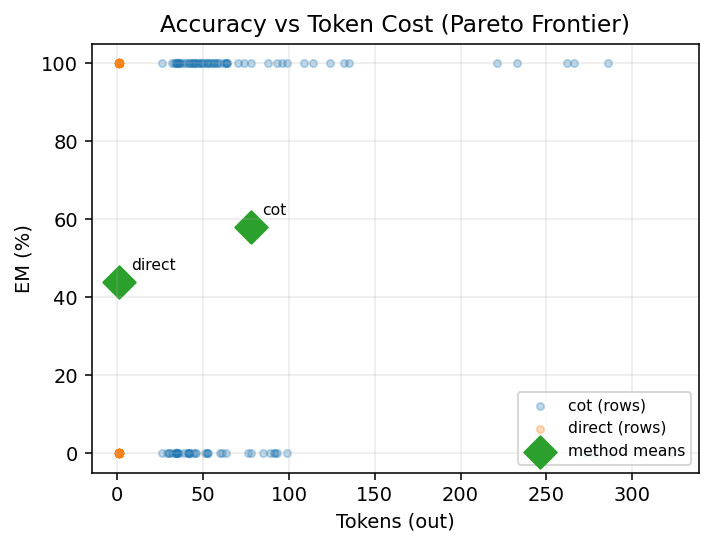 Accuracy vs Token Cost (Pareto Frontier)
EM (%)
100
80
60
40
20
0
cot
direct
cot (rows)
direct (rows)
method means
0 50 100 150 200 250 300
Tokens (out)